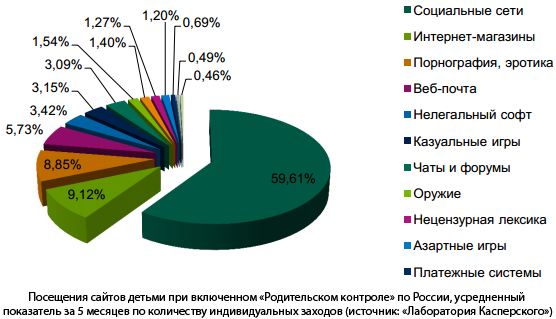 Социальные сети
Интернет-магазины
Порнография, эротика
Веб-почта
Нелегальный софт
Казуальные игры
Чаты и форумы
Оружие
Нецензурная лексика
Азартные игры
Платежные системы
59,61%
9,12%
8,85%
5,73%
3,42%
3,15%
3,09%
1,54%
1,40%
1,27%
1,20%
0,69%
0,49%
0,46%
Посещения сайтов детьми при включенном «Родительском контроле» по России, усредненный
показатель за 5 месяцев по количеству индивидуальных заходов (источник: «Лаборатория Касперского»)